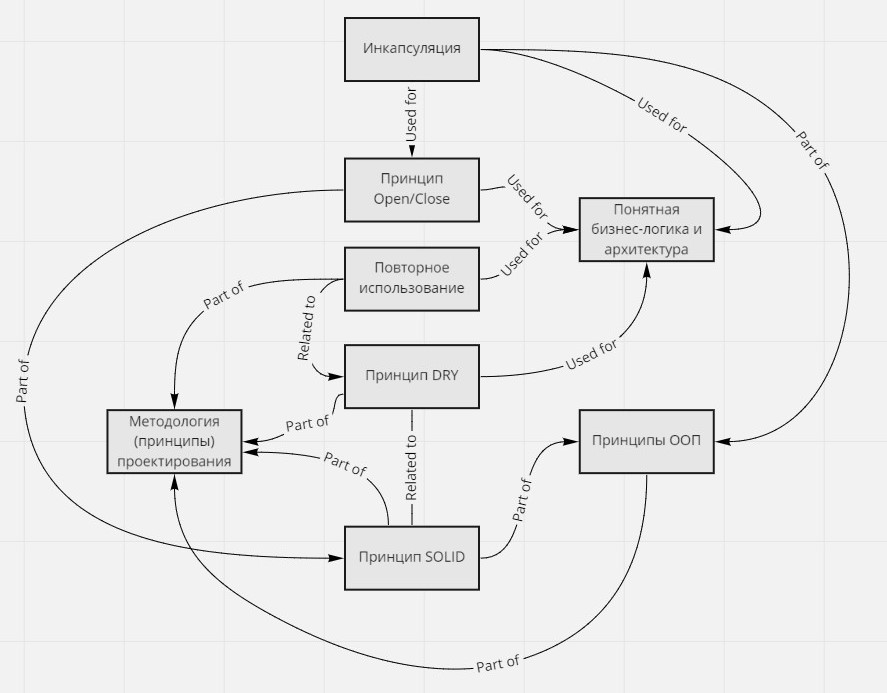 Инкапсуляция
Used for
Used for
Part of
Принцип
Open/Close
Used for
Понятная
бизнес-логика и
архитектура
Used for
Повторное
использование
Part of
Related to
Принцип DRY
Used for
Part of
Методология
(принципы)
проектирования
Part of
Part of
Related to
Принципы ООП
Part of
Принцип SOLID
Part of